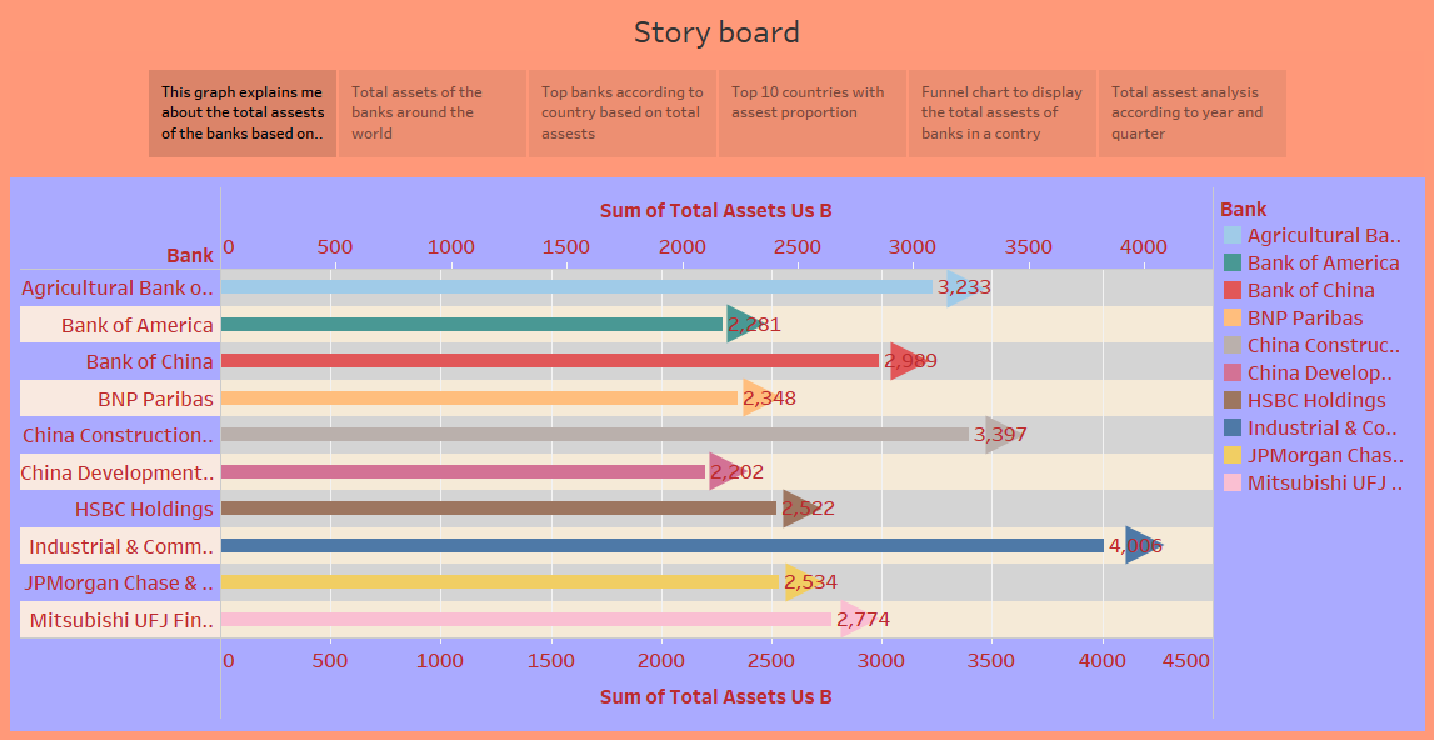 Story board
This graph explains me
about the total assests
of the banks based on..
Total assets of the
banks around the
world
Top banks according to
country based on total
assests
Top 10 countries with
assest proportion
Funnel chart to display
the total assests of
banks in a contry
Total assest analysis
according to year and
quarter
Sum of Total Assets Us B
Bank
0 500 1000 1500 2000 2500 3000 3500 4000
Agricultural Bank o.. 3,233
Bank of America 2,281
Bank of China 2,989
BNP Paribas 2,348
China Construction.. 3,397
China Development.. 2,202
HSBC Holdings 2,522
Industrial & Comm.. 4,006
JPMorgan Chase & .. 2,534
Mitsubishi UFJ Fin.. 2,774
0 500 1000 1500 2000 2500 3000 3500 4000 4500
Sum of Total Assets Us B
Bank
Agricultural Ba..
Bank of America
Bank of China
BNP Paribas
China Construc..
China Develop..
HSBC Holdings
Industrial & Co..
JPMorgan Chas..
Mitsubishi UFJ ..